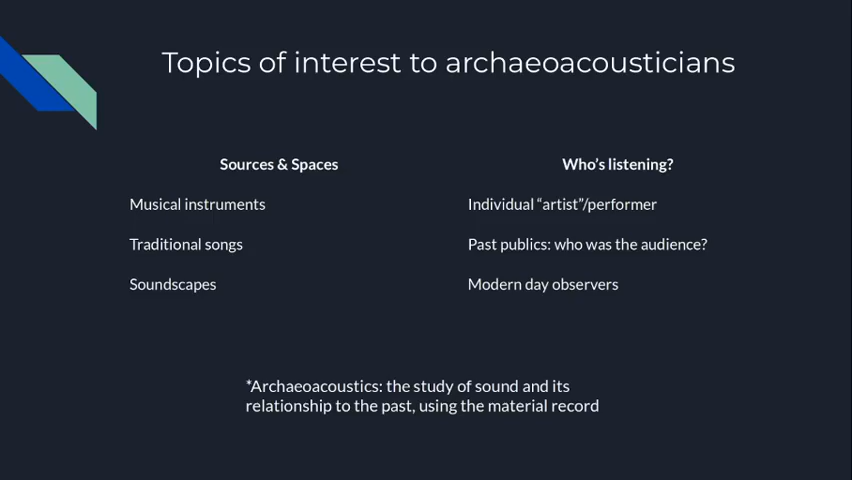 Topics of interest to archaeoacousticians
Sources & Spaces
Musical instruments
Traditional songs
Soundscapes
Who's listening?
Individual “artist”/performer
Past publics: who was the audience?
Modern day observers
*Archaeoacoustics: the study of sound and its
relationship to the past, using the material record